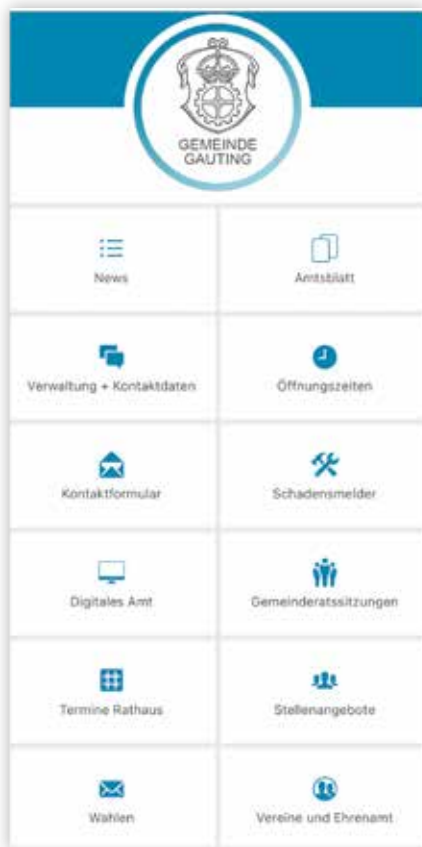 GEMEINDE
GAUTING
News
Amtsblatt
Verwaltung + Kontaktdaten
Öffnungszeiten
Kontaktformular
Schadensmelder
Digitales Amt
Gemeinderatssitzungen
Termine Rathaus
Stellenangebote
Wahlen
Vereine und Ehrenamt